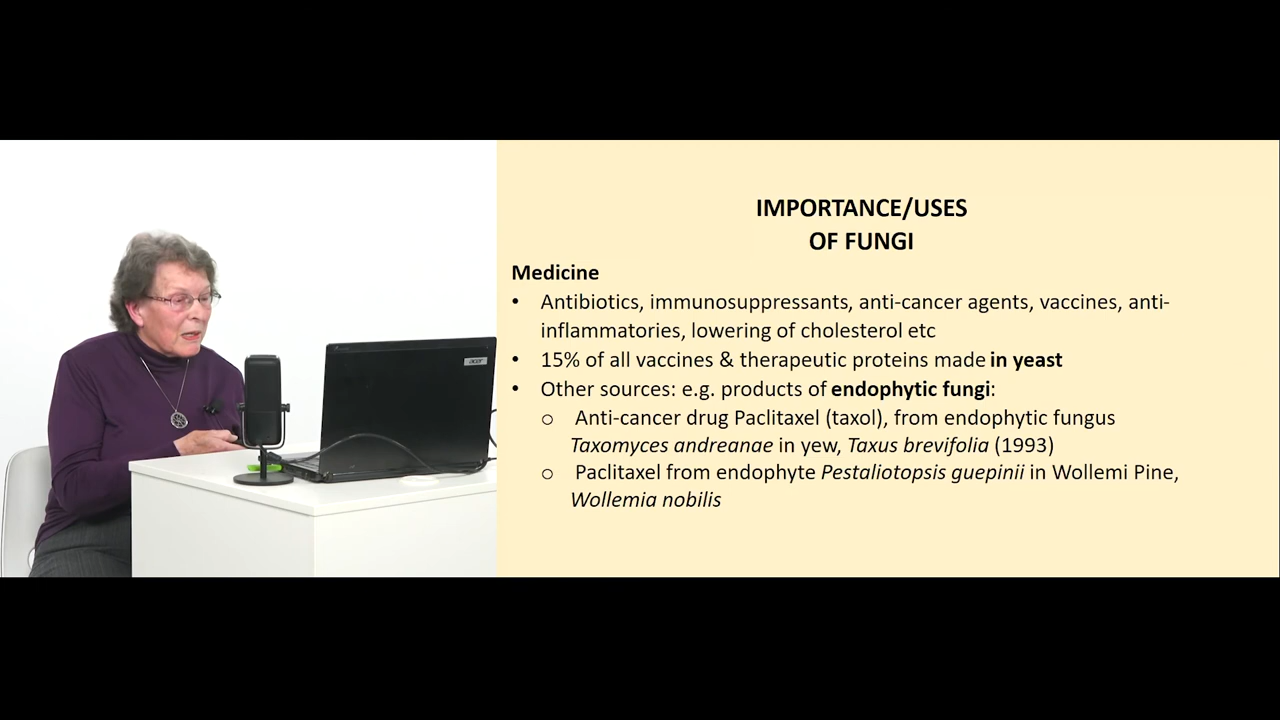 IMPORTANCE/USES
OF FUNGI
Medicine
• Antibiotics, immunosuppressants, anti-cancer agents, vaccines, anti-
inflammatories, lowering of cholesterol etc
• 15% of all vaccines & therapeutic proteins made in yeast
• Other sources: e.g. products of endophytic fungi:
o Anti-cancer drug Paclitaxel (taxol), from endophytic fungus
Taxomyces andreanae in yew, Taxus brevifolia (1993)
o Paclitaxel from endophyte Pestaliotopsis guepinii in Wollemi Pine,
Wollemia nobilis
acer